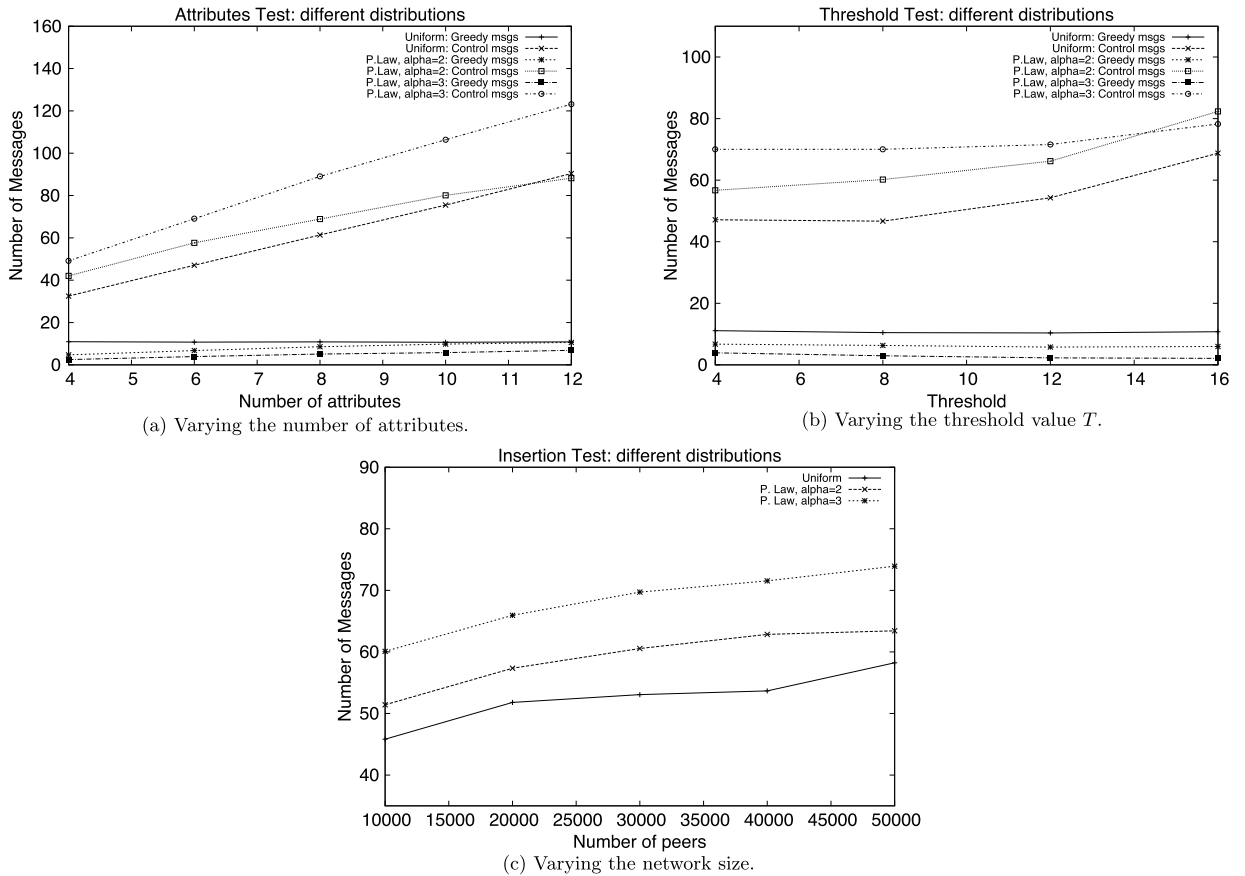 Attributes Test: different distributions
Number of Messages
160
140
120
100
80
60
40
20
0
Uniform: Greedy msgs
Uniform: Control msgs
P.Law, alpha=2: Greedy msgs
P.Law, alpha=2: Control msgs
P.Law, alpha=3: Greedy msgs
P.Law, alpha=3: Control msgs
4 5 6 7 8 9 10 11 12
Number of attributes
(a) Varying the number of attributes.
Threshold Test: different distributions
Number of Messages
100
80
60
40
20
0
Uniform: Greedy msgs
Uniform: Control msgs
P.Law, alpha=2: Greedy msgs
P.Law, alpha=2: Control msgs
P.Law, alpha=3: Greedy msgs
P.Law, alpha=3: Control msgs
4 6 8 10 12 14 16
Threshold
(b) Varying the threshold value T.
Insertion Test: different distributions
Number of Messages
90
80
70
60
50
40
Uniform
P. Law, alpha=2
P. Law, alpha=3
10000 15000 20000 25000 30000 35000 40000 45000 50000
Number of peers
(c) Varying the network size.